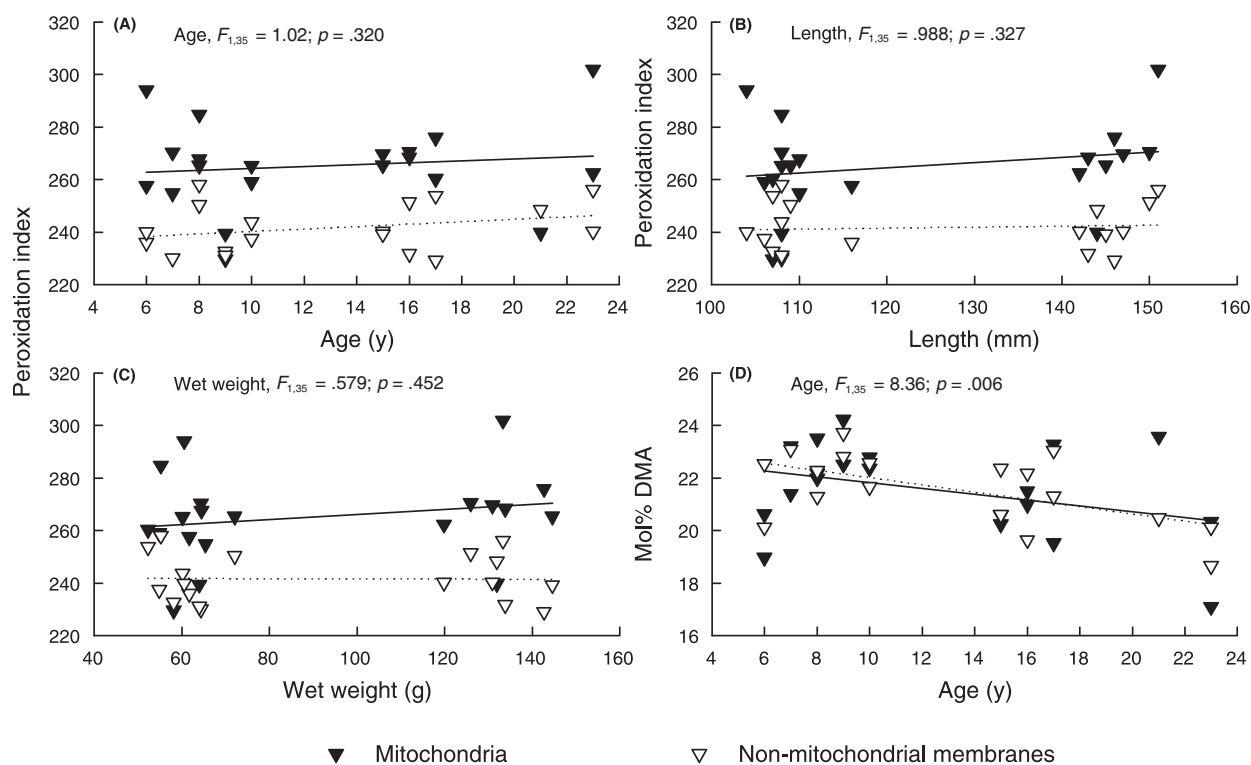 (A) Age, F1,35 = 1.02; p = .320
320
300
280
260
240
220
4 6 8 10 12 14 16 18 20 22 24
Age (y)
Peroxidation index
(B) Length, F1,35 = .988; p = .327
320
300
280
260
240
220
100 110 120 130 140 150 160
Length (mm)
Peroxidation index
(C) Wet weight, F1,35 = .579; p = .452
320
300
280
260
240
220
40 60 80 100 120 140 160
Wet weight (g)
(D) Age, F1,35 = 8.36; p = .006
26
24
22
20
18
16
4 6 8 10 12 14 16 18 20 22 24
Age (y)
Mol% DMA
Mitochondria
Non-mitochondrial membranes